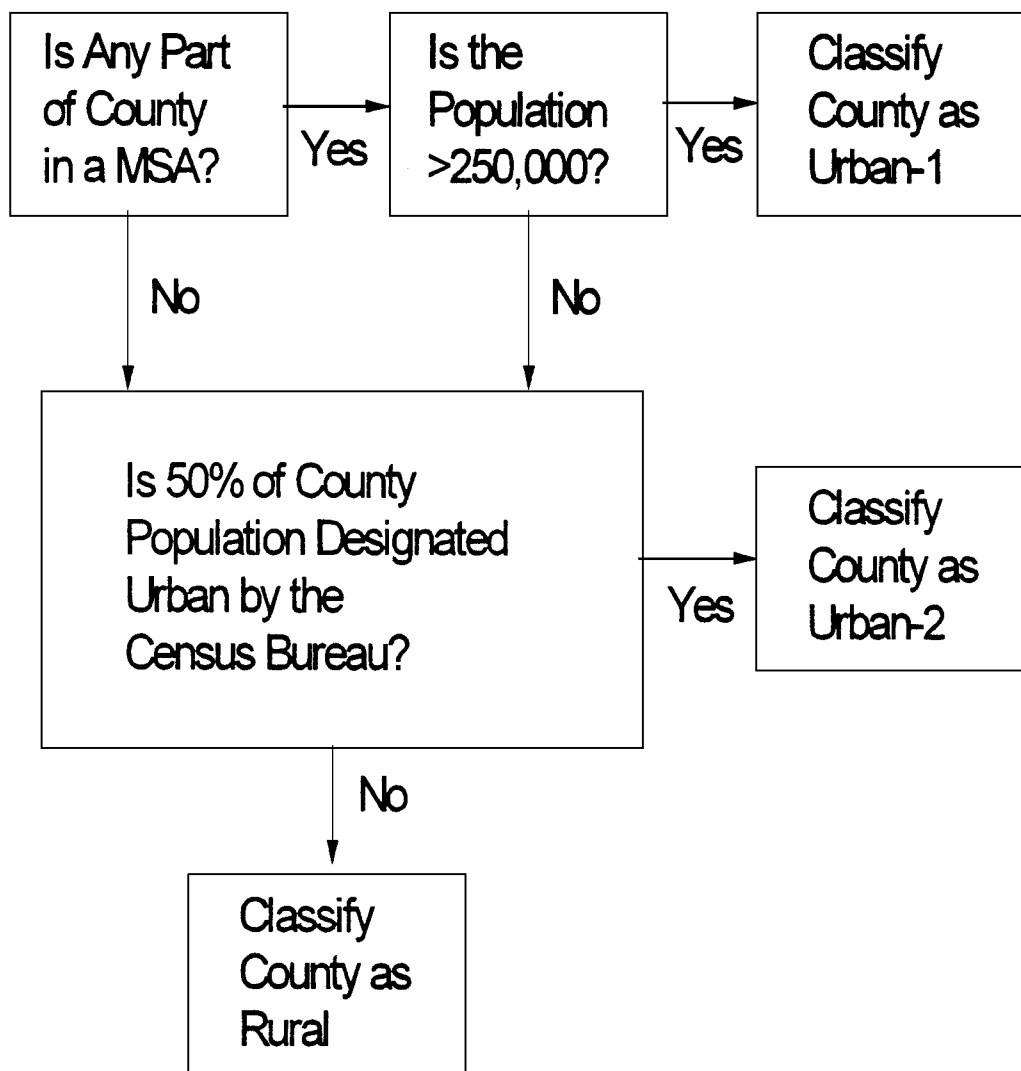 Is Any Part
of County
in a MSA?
Yes
Is the
Population
>250,000?
Yes
Classify
County as
Urban-1
No
No
Is 50% of County
Population Designated
Urban by the
Census Bureau?
Yes
Classify
County as
Urban-2
No
Classify
County as
Rural